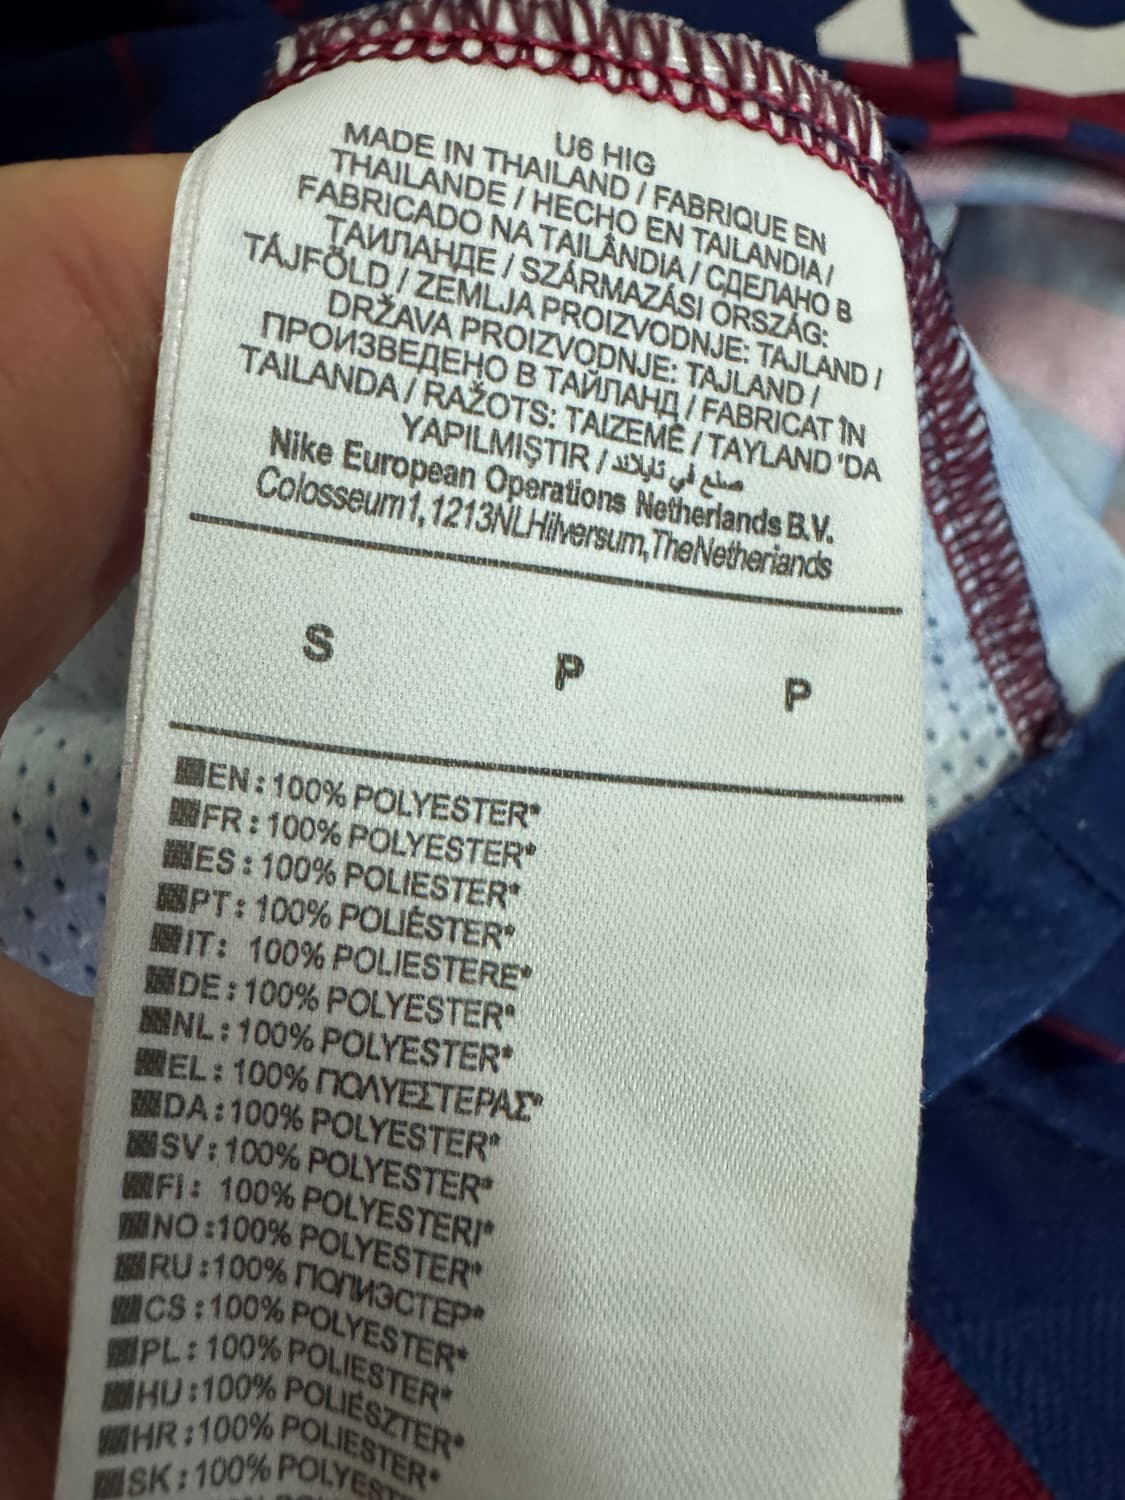 U6 HIG
MADE IN THAILAND / FABRIQUE EN
THAILANDE / HECHO EN TAILANDIA /
FABRICADO NA TAILÂNDIA / СДЕЛАНО В
ТАИЛАНДЕ / SZÁRMAZÁSI ORSZÁG:
TÁJFÖLD / ZEMLJA PROIZVODNJE: TAJLAND /
DRŽAVA PROIZVODNJE: TAJLAND /
ПРОИЗВЕДЕНО В ТАЙЛАНД / FABRICAT ÎN
TAILANDA / RAŽOTS: TAIZEMĒ / TAYLAND 'DA
YAPILMIŞTIR / صنع في تايلاند
Nike European Operations Netherlands B.V.
Colosseum1, 1213NLHilversum,TheNetherlands
S P P
EN : 100% POLYESTER*
FR : 100% POLYESTER*
ES : 100% POLIESTER*
PT : 100% POLIÉSTER*
IT : 100% POLIESTERE*
DE : 100% POLYESTER*
NL : 100% POLYESTER*
EL : 100% ΠΟΛΥΕΣΤΕΡΑΣ*
DA : 100% POLYESTER*
SV : 100% POLYESTER*
FI : 100% POLYESTERI*
NO : 100% POLYESTER*
RU : 100% ПОЛИЭСТЕР*
CS : 100% POLYESTER*
PL : 100% POLIESTER*
HU : 100% POLIÉSZTER*
HR : 100% POLIESTER*
SK : 100% POLYES